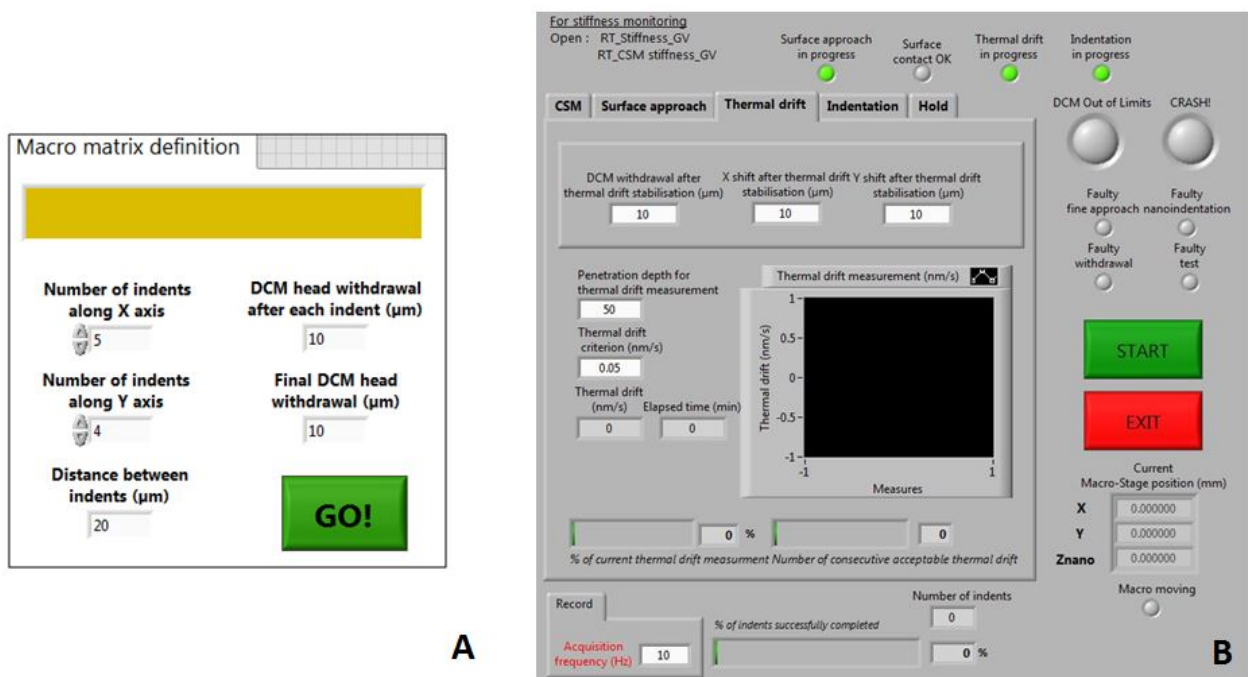 Macro matrix definition
Number of indents
along X axis
5
DCM head withdrawal
after each indent (µm)
10
Number of indents
along Y axis
4
Final DCM head
withdrawal (µm)
10
Distance between
indents (µm)
20
GO!
A
For stiffness monitoring
Open : RT_Stiffness_GV
RT_CSM stiffness_GV
Surface approach
in progress
Surface
contact OK
Thermal drift
in progress
Indentation
in progress
CSM Surface approach Thermal drift Indentation Hold
DCM withdrawal after
thermal drift stabilisation (µm)
10
X shift after thermal drift
stabilisation (µm)
10
Y shift after thermal drift
stabilisation (µm)
10
Penetration depth for
thermal drift measurement
50
Thermal drift
criterion (nm/s)
0.05
Thermal drift
(nm/s)
0
Elapsed time (min)
0
Thermal drift measurement (nm/s)
Thermal drift (nm/s)
1
0.5
0
-0.5
-1
-1 1
Measures
0 %
0
% of current thermal drift measurment Number of consecutive acceptable thermal drift
DCM Out of Limits
CRASH!
Faulty
fine approach
Faulty
nanoindentation
Faulty
withdrawal
Faulty
test
START
EXIT
Current
Macro-Stage position (mm)
X 0.000000
Y 0.000000
Znano 0.000000
Macro moving
Record
Acquisition
frequency (Hz)
10
% of indents successfully completed
Number of indents
0
0 %
B